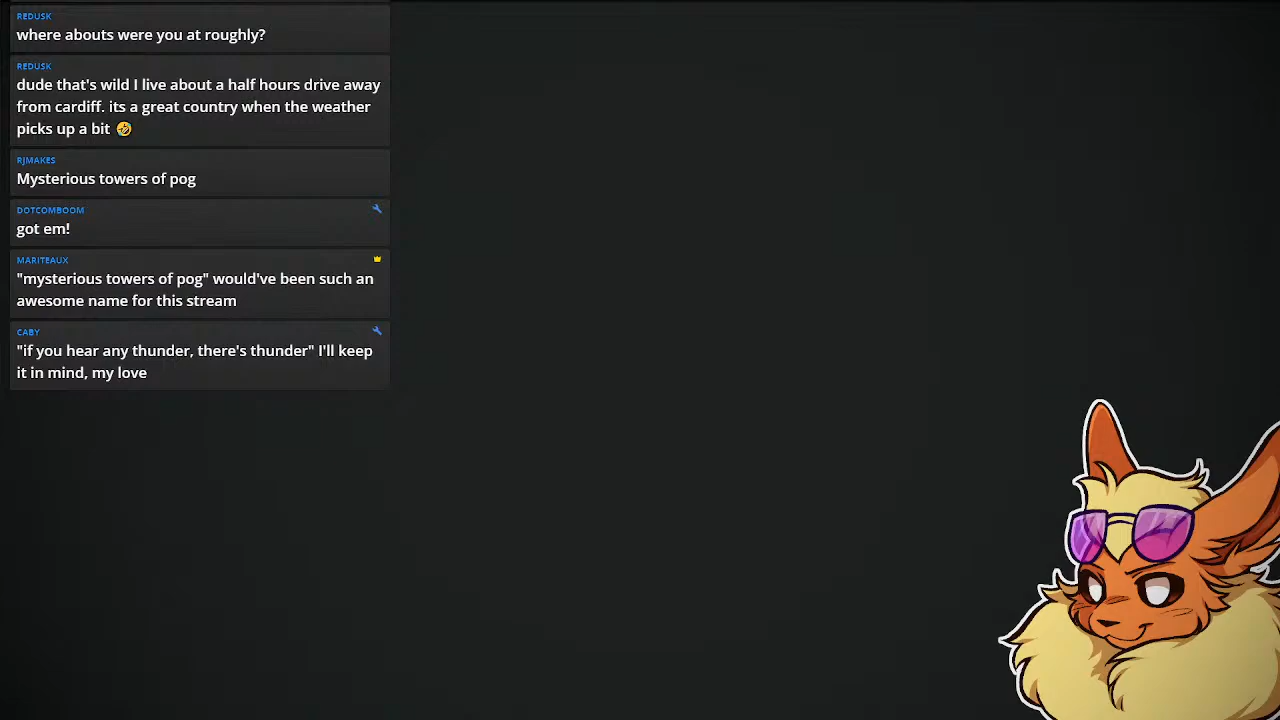 REDUSK
where abouts were you at roughly?
REDUSK
dude that's wild I live about a half hours drive away
from cardiff. its a great country when the weather
picks up a bit 🤣
RJMAKES
Mysterious towers of pog
DOTCOMBOOM
got em!
MARITEAUX
"mysterious towers of pog" would've been such an
awesome name for this stream
CABY
"if you hear any thunder, there's thunder" I'll keep
it in mind, my love